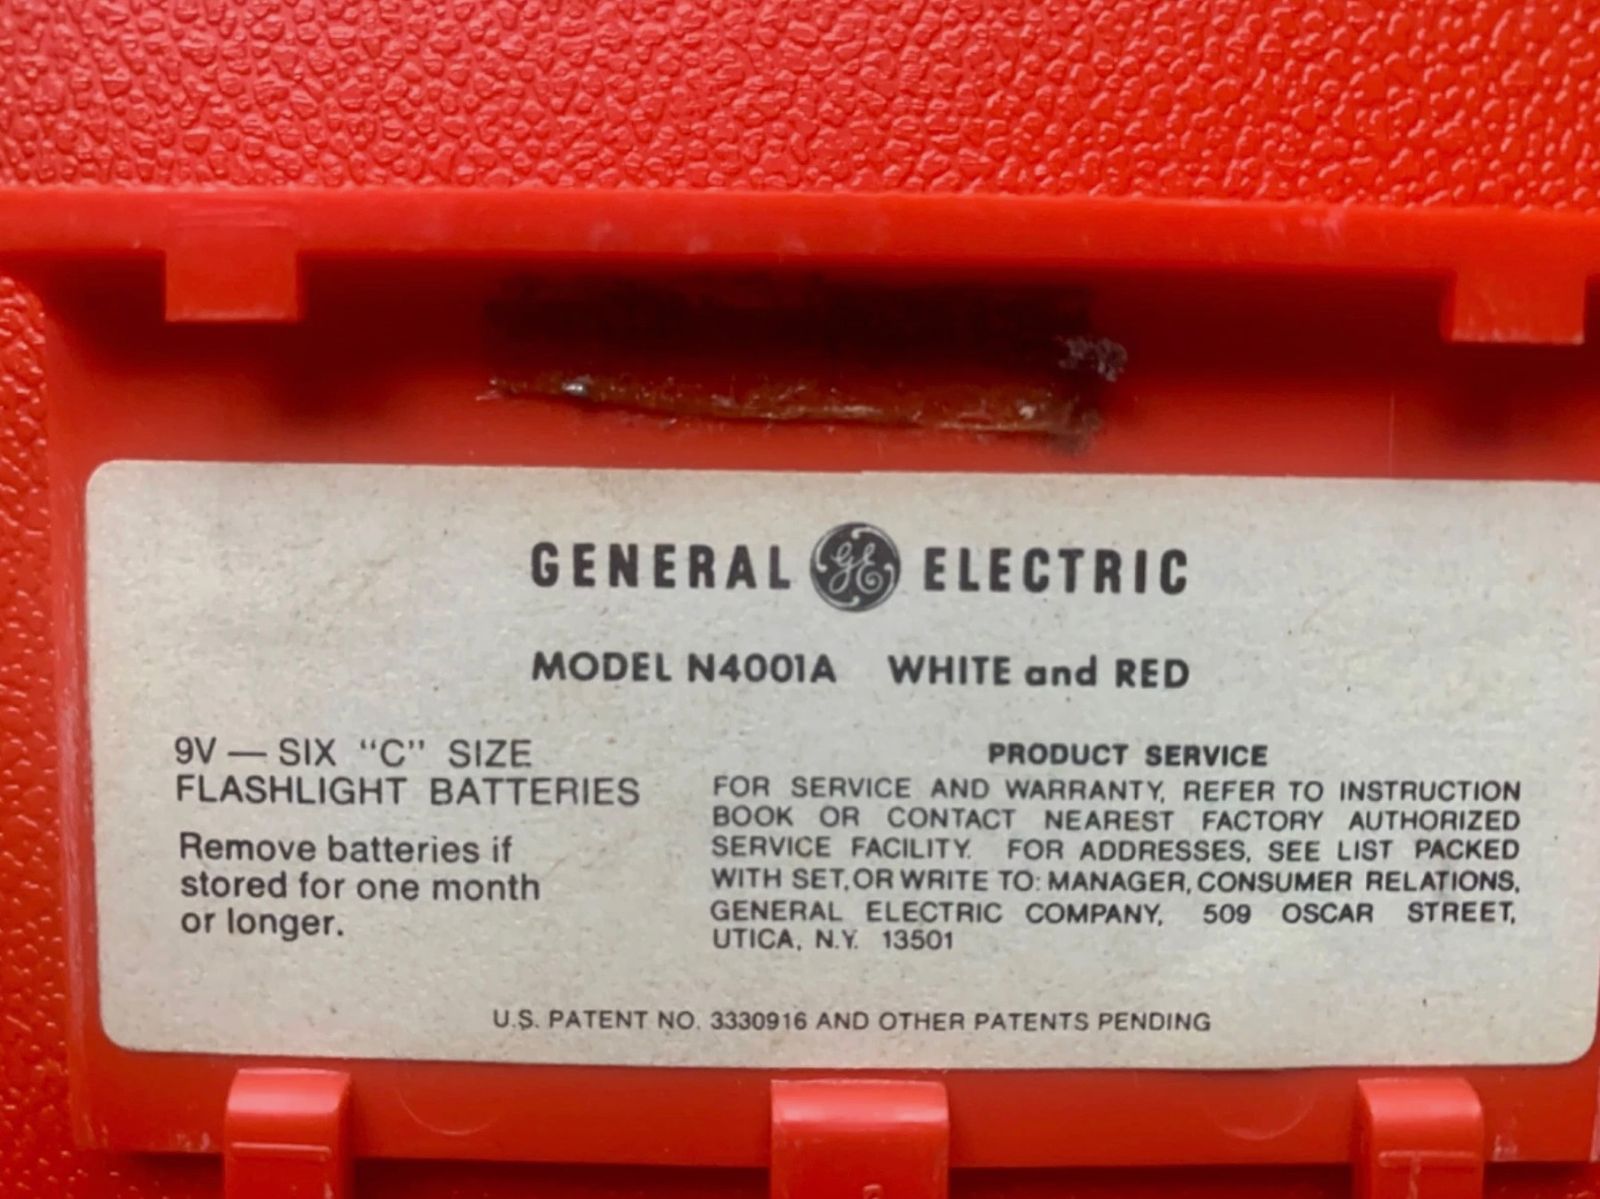 GENERAL GE ELECTRIC
MODEL N4001A WHITE and RED
9V — SIX “C” SIZE
FLASHLIGHT BATTERIES
Remove batteries if
stored for one month
or longer.
PRODUCT SERVICE
FOR SERVICE AND WARRANTY, REFER TO INSTRUCTION
BOOK OR CONTACT NEAREST FACTORY AUTHORIZED
SERVICE FACILITY. FOR ADDRESSES, SEE LIST PACKED
WITH SET, OR WRITE TO: MANAGER, CONSUMER RELATIONS,
GENERAL ELECTRIC COMPANY, 509 OSCAR STREET,
UTICA, N.Y. 13501
U.S. PATENT NO. 3330916 AND OTHER PATENTS PENDING